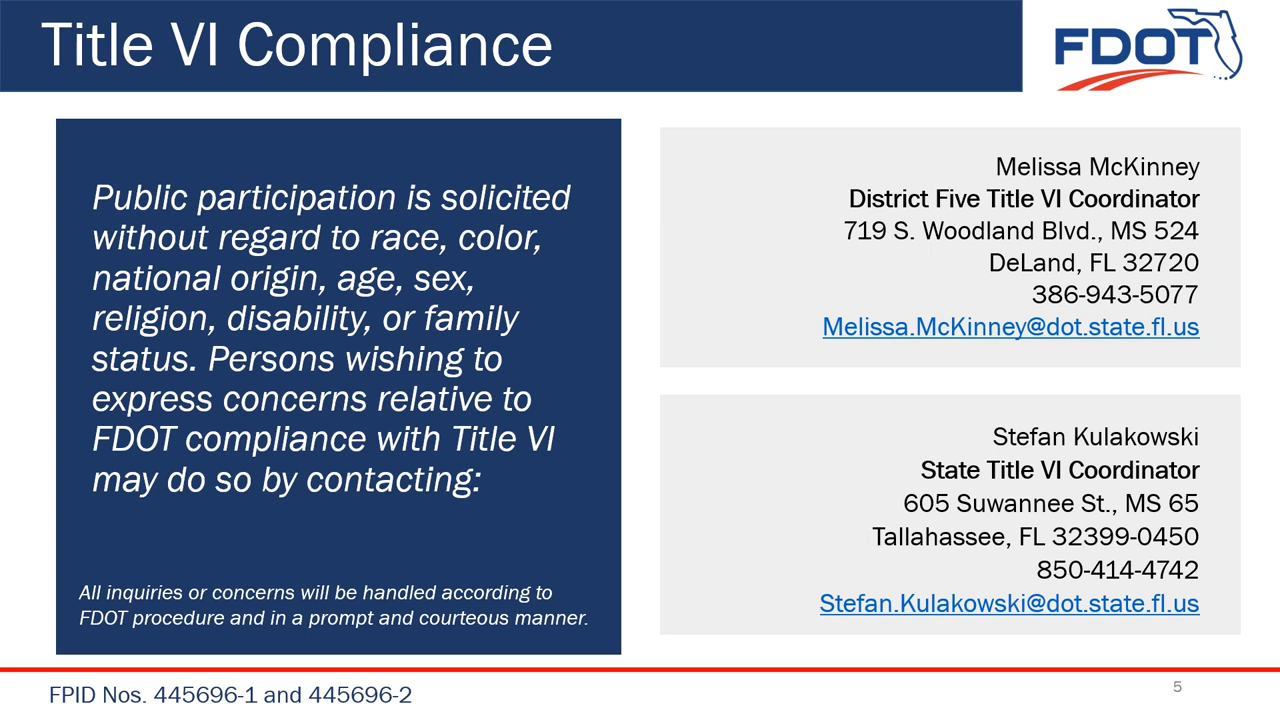 Title VI Compliance
FDOT
Public participation is solicited
without regard to race, color,
national origin, age, sex,
religion, disability, or family
status. Persons wishing to
express concerns relative to
FDOT compliance with Title VI
may do so by contacting:
All inquiries or concerns will be handled according to
FDOT procedure and in a prompt and courteous manner.
Melissa McKinney
District Five Title VI Coordinator
719 S. Woodland Blvd., MS 524
DeLand, FL 32720
386-943-5077
Melissa.McKinney@dot.state.fl.us
Stefan Kulakowski
State Title VI Coordinator
605 Suwannee St., MS 65
Tallahassee, FL 32399-0450
850-414-4742
Stefan.Kulakowski@dot.state.fl.us
FPID Nos. 445696-1 and 445696-2
5